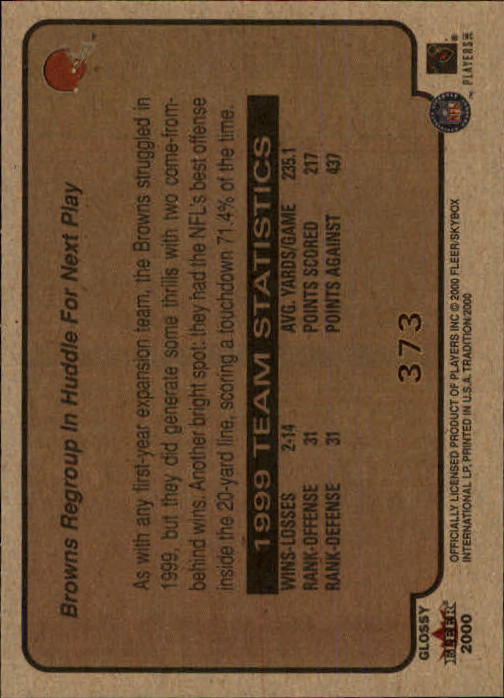 Browns Regroup In Huddle For Next Play
As with any first-year expansion team, the Browns struggled in
1999, but they did generate some thrills with two come-from-
behind wins. Another bright spot: they had the NFL's best offense
inside the 20-yard line, scoring a touchdown 71.4% of the time.
1999 TEAM STATISTICS
WINS-LOSSES 2-14 AVG. YARDS/GAME 235.1
RANK-OFFENSE 31 POINTS SCORED 217
RANK-DEFENSE 31 POINTS AGAINST 437
373
GLOSSY
FLEER
2000
OFFICIALLY LICENSED PRODUCT OF PLAYERS INC © 2000 FLEER/SKYBOX
INTERNATIONAL LP, PRINTED IN U.S.A. TRADITION/2000
NFL
PLAYERS INC